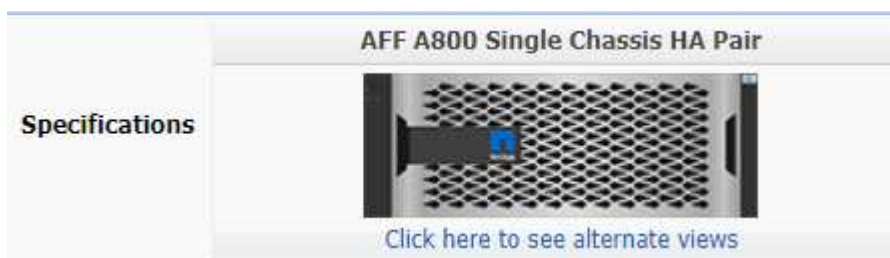 AFF A800 Single Chassis HA Pair
Specifications
Click here to see alternate views